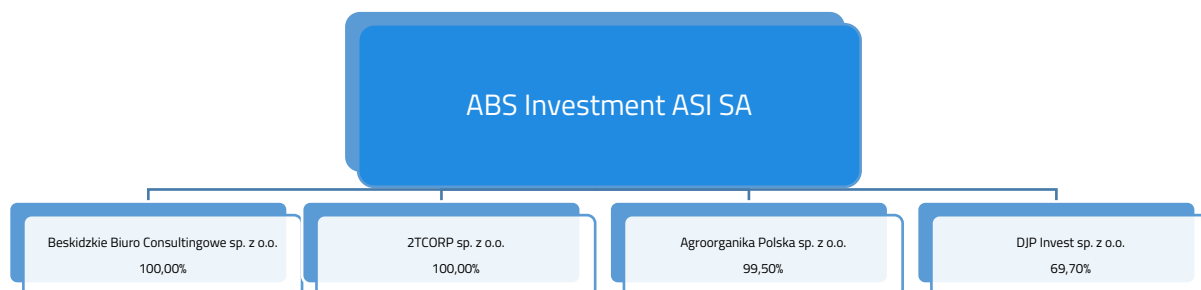 ABS Investment ASI SA
Beskidzkie Biuro Consultingowe sp. z o.o.
100,00%
2TCORP sp. z o.o.
100,00%
Agroorganika Polska sp. z o.o.
99,50%
DJP Invest sp. z o.o.
69,70%